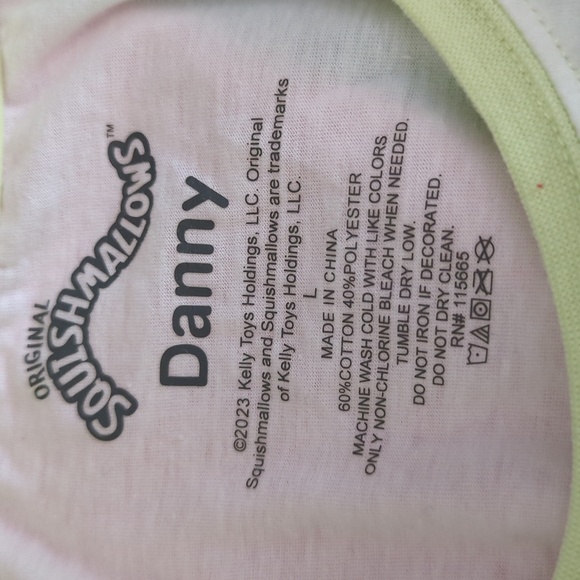 ORIGINAL
SQUISHMALLOWS™
Danny
©2023 Kelly Toys Holdings, LLC. Original
Squishmallows and Squishmallows are trademarks
of Kelly Toys Holdings, LLC.
L
MADE IN CHINA
60%COTTON 40%POLYESTER
MACHINE WASH COLD WITH LIKE COLORS
ONLY NON-CHLORINE BLEACH WHEN NEEDED.
TUMBLE DRY LOW.
DO NOT IRON IF DECORATED.
DO NOT DRY CLEAN.
RN# 115665